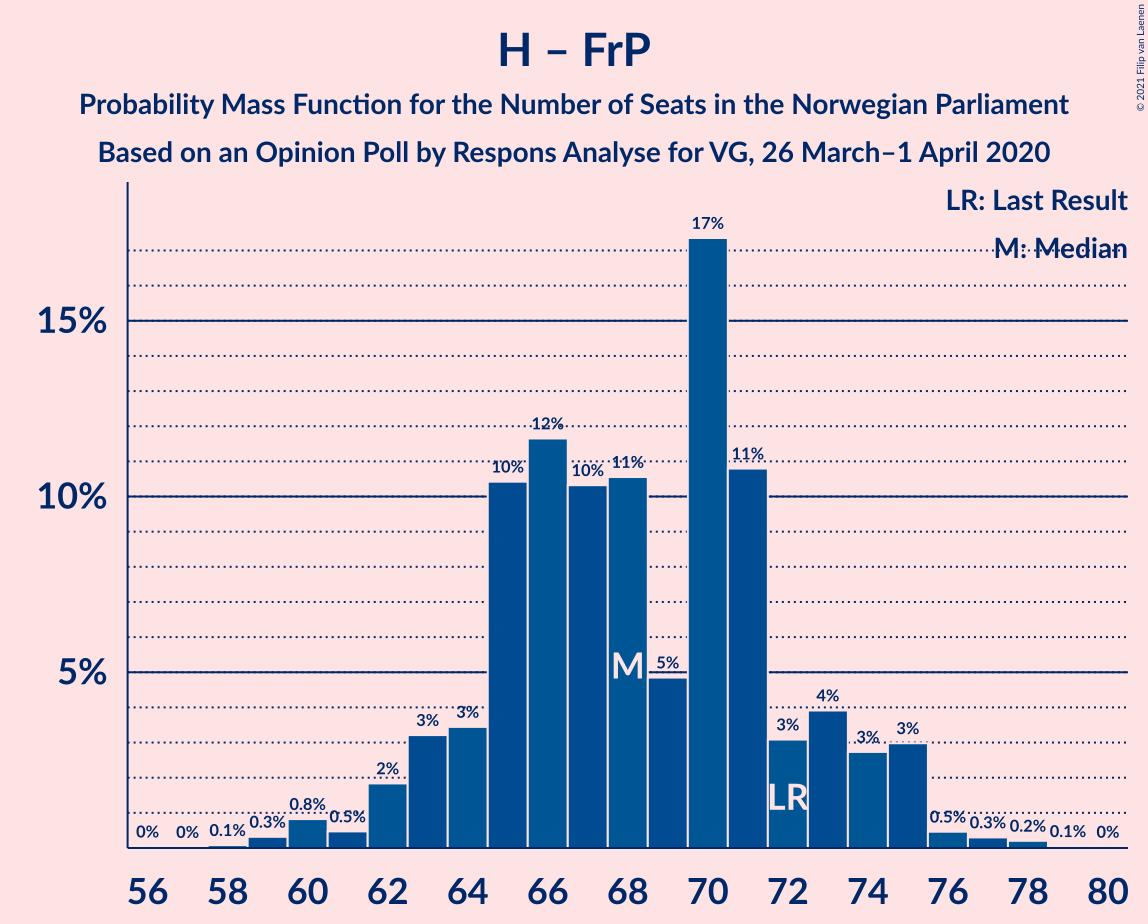 H – FrP
Probability Mass Function for the Number of Seats in the Norwegian Parliament
Based on an Opinion Poll by Respons Analyse for VG, 26 March–1 April 2020
© 2021 Filip van Laenen
LR: Last Result
M: Median
15%
10%
5%
0% 0% 0.1% 0.3% 0.8% 0.5% 2% 3% 3% 10% 12% 10% 11% 5% 17% 11% 3% 4% 3% 3% 0.5% 0.3% 0.2% 0.1% 0%
M
LR
56 58 60 62 64 66 68 70 72 74 76 78 80